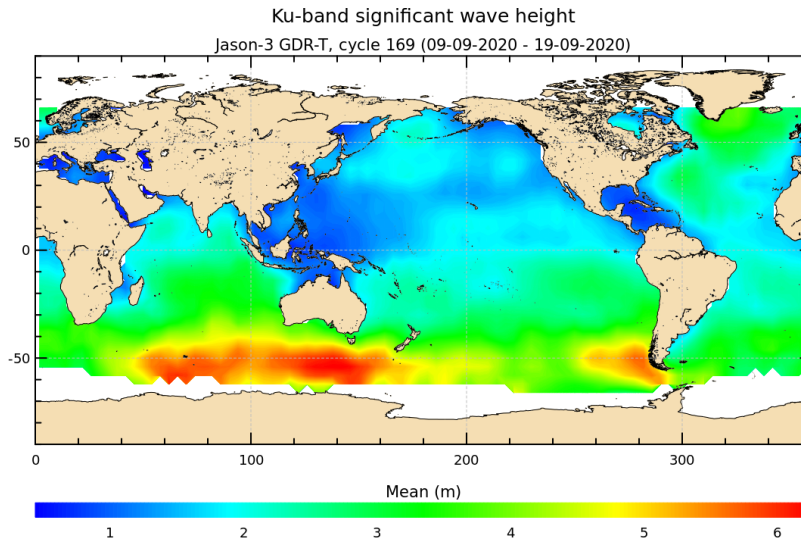 Ku-band significant wave height
Jason-3 GDR-T, cycle 169 (09-09-2020 - 19-09-2020)
50
0
-50
0 100 200 300
Mean (m)
1 2 3 4 5 6